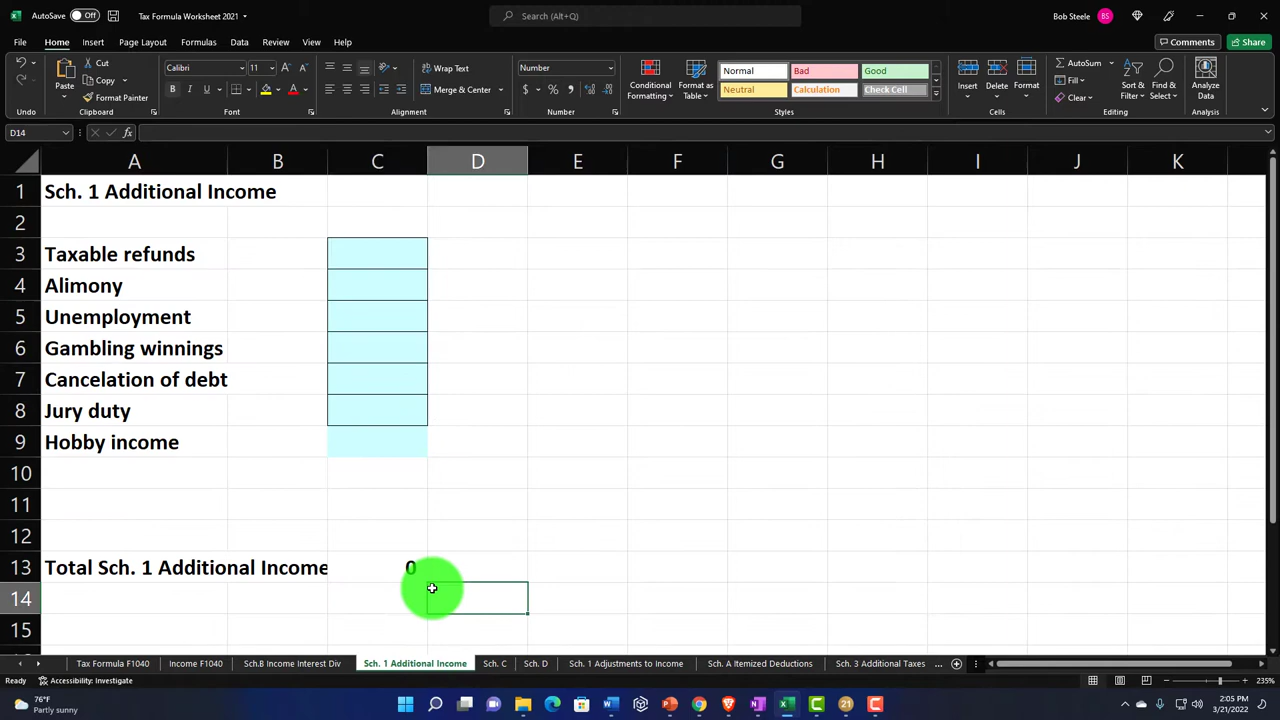 AutoSave Off Tax Formula Worksheet 2021 Search (Alt+Q) Bob Steele BS
File Home Insert Page Layout Formulas Data Review View Help Comments Share
Cut
Copy
Format Painter
Paste
Calibri 11
B I U
Wrap Text
Merge & Center
Number
$ % 9
Conditional Formatting
Format as Table
Normal Bad Good
Neutral Calculation Check Cell
Insert Delete Format
AutoSum
Fill
Clear
Sort & Filter
Find & Select
Analyze Data
Undo Clipboard Font Alignment Number Styles Cells Editing Analysis
D14 fx
A B C D E F G H I J K
1 Sch. 1 Additional Income
2
3 Taxable refunds
4 Alimony
5 Unemployment
6 Gambling winnings
7 Cancelation of debt
8 Jury duty
9 Hobby income
10
11
12
13 Total Sch. 1 Additional Income 0
14
15
Tax Formula F1040 Income F1040 Sch.B Income Interest Div Sch. 1 Additional Income Sch. C Sch. D Sch. 1 Adjustments to Income Sch. A Itemized Deductions Sch. 3 Additional Taxes ...
Ready Accessibility: Investigate 235%
76°F
Partly sunny
21
2:05 PM
3/21/2022